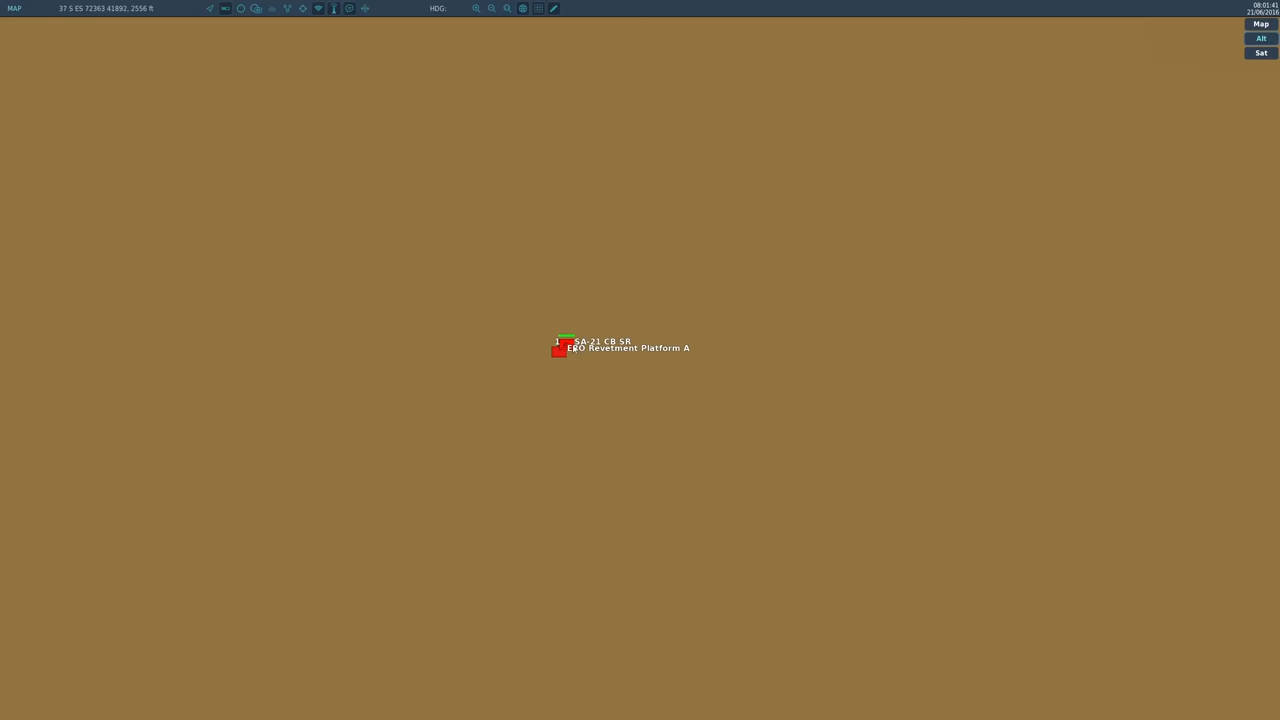 MAP
37 S ES 72363 41892, 2556 ft
HDG:
08:01:41
21/06/2016
Map
Alt
Sat
SA-21 CB SR
Revetment Platform A